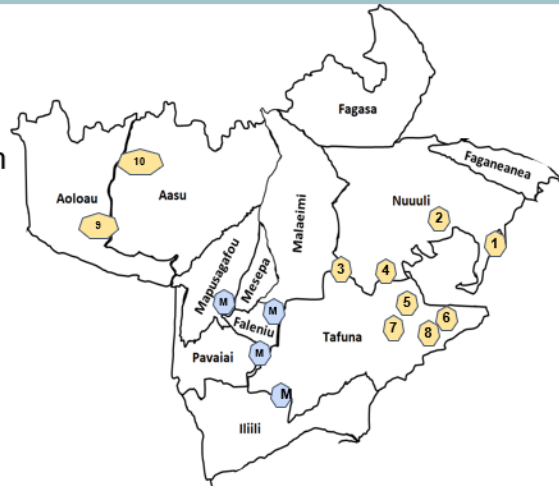 Fagasa
n
10
Faganeanea
Aoloau
Aasu
Malaeimi
Nuuuli
9
2
1
Mapusagafou
Mesepa
3
4
M
M
5
6
Faleniu
7
8
Tafuna
Pavaiai
M
M
Iliili